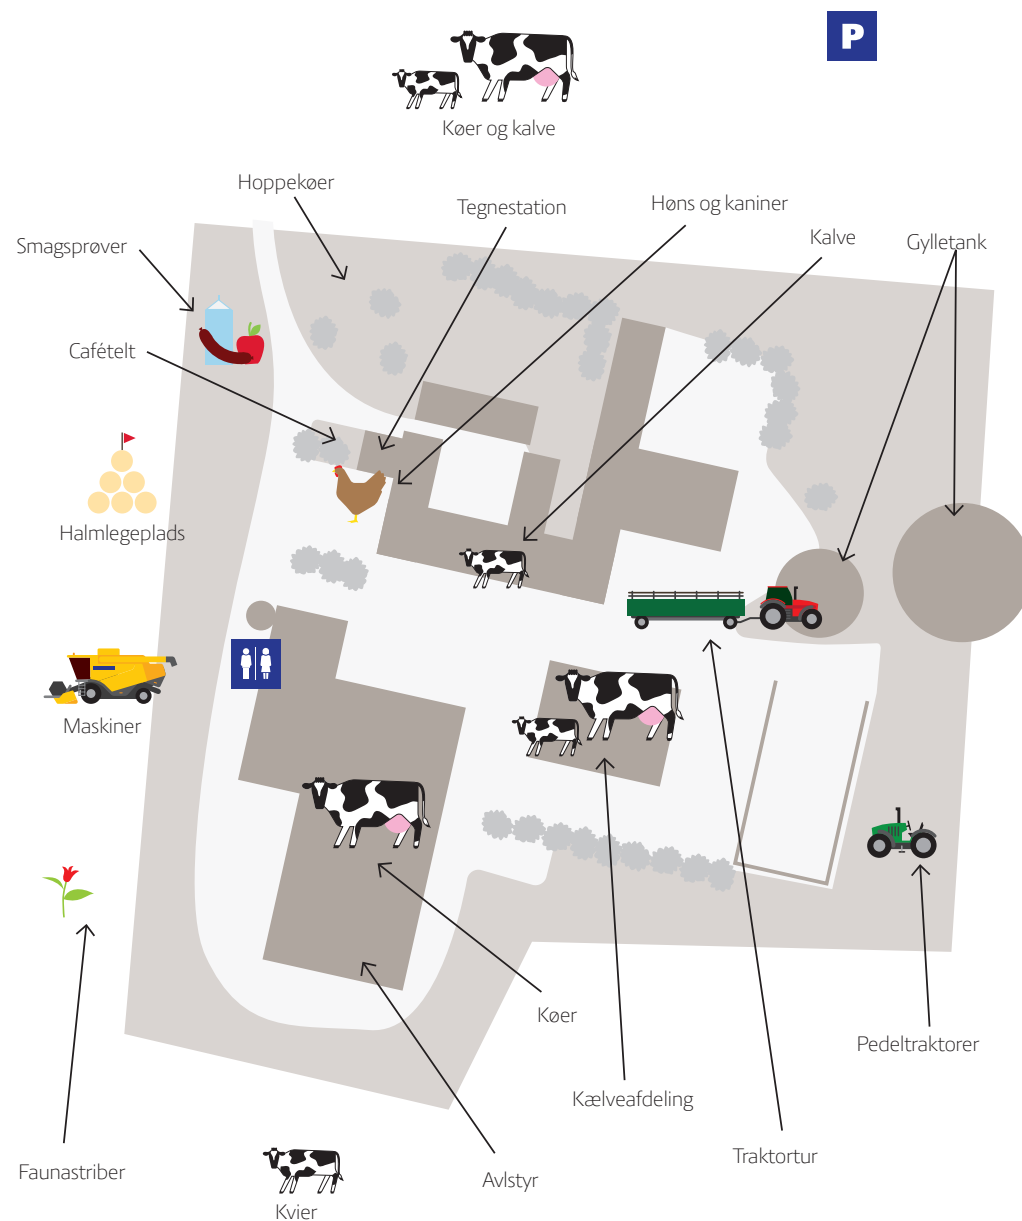 P
Køer og kalve
Hoppekøer
Tegnestation
Høns og kaniner
Kalve
Gylletank
Smagsprøver
Cafételt
Halmlegeplads
Maskiner
Køer
Pedeltraktorer
Kælveafdeling
Traktortur
Faunastriber
Avlstyr
Kvier